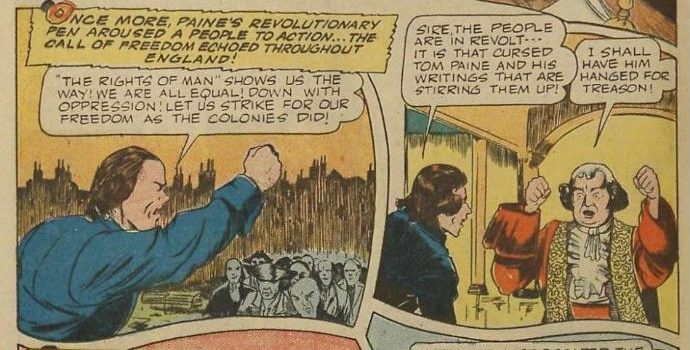 ONCE MORE, PAINE'S REVOLUTIONARY
PEN AROUSED A PEOPLE TO ACTION...THE
CALL OF FREEDOM ECHOED THROUGHOUT
ENGLAND!
"THE RIGHTS OF MAN" SHOWS US THE
WAY! WE ARE ALL EQUAL! DOWN WITH
OPPRESSION! LET US STRIKE FOR OUR
FREEDOM AS THE COLONIES DID!
SIRE, THE PEOPLE
ARE IN REVOLT---
IT IS THAT CURSED
TOM PAINE AND HIS
WRITINGS THAT ARE
STIRRING THEM UP!
I SHALL
HAVE HIM
HANGED FOR
TREASON!